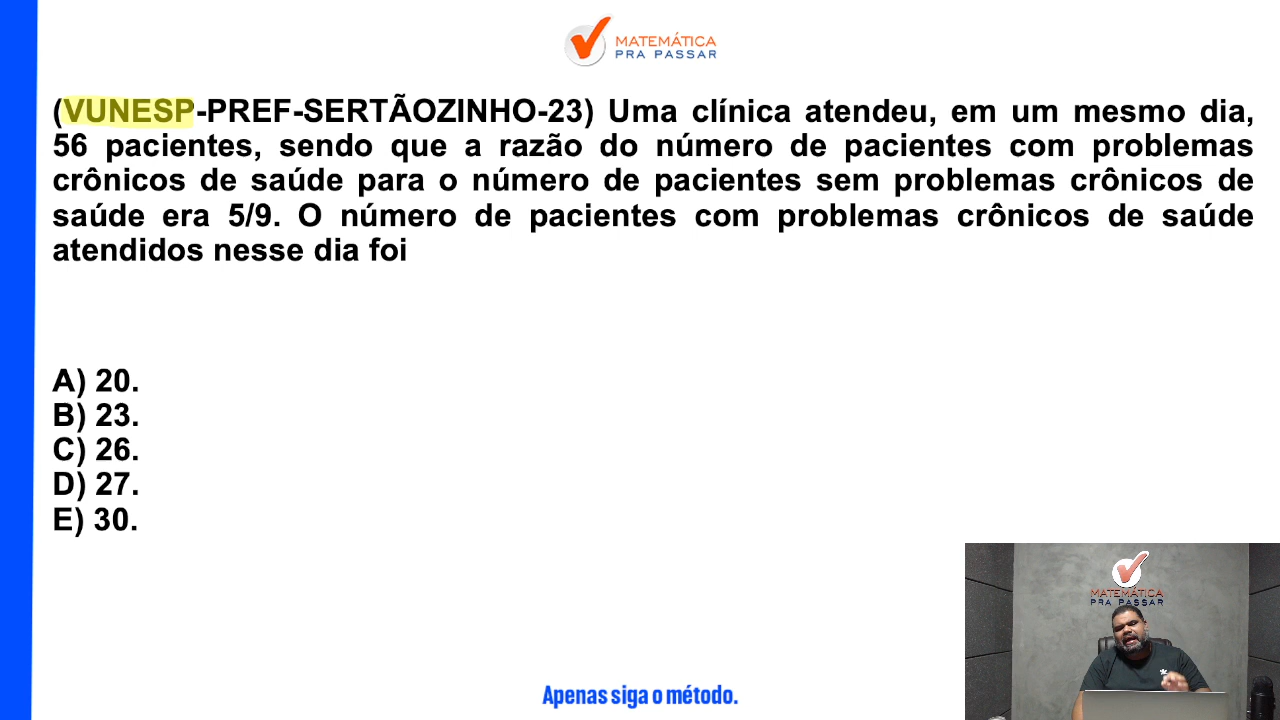 MATEMÁTICA
PRA PASSAR
(VUNESP-PREF-SERTÃOZINHO-23) Uma clínica atendeu, em um mesmo dia,
56 pacientes, sendo que a razão do número de pacientes com problemas
crônicos de saúde para o número de pacientes sem problemas crônicos de
saúde era 5/9. O número de pacientes com problemas crônicos de saúde
atendidos nesse dia foi
A) 20.
B) 23.
C) 26.
D) 27.
E) 30.
MATEMÁTICA
PRA PASSAR
Apenas siga o método.